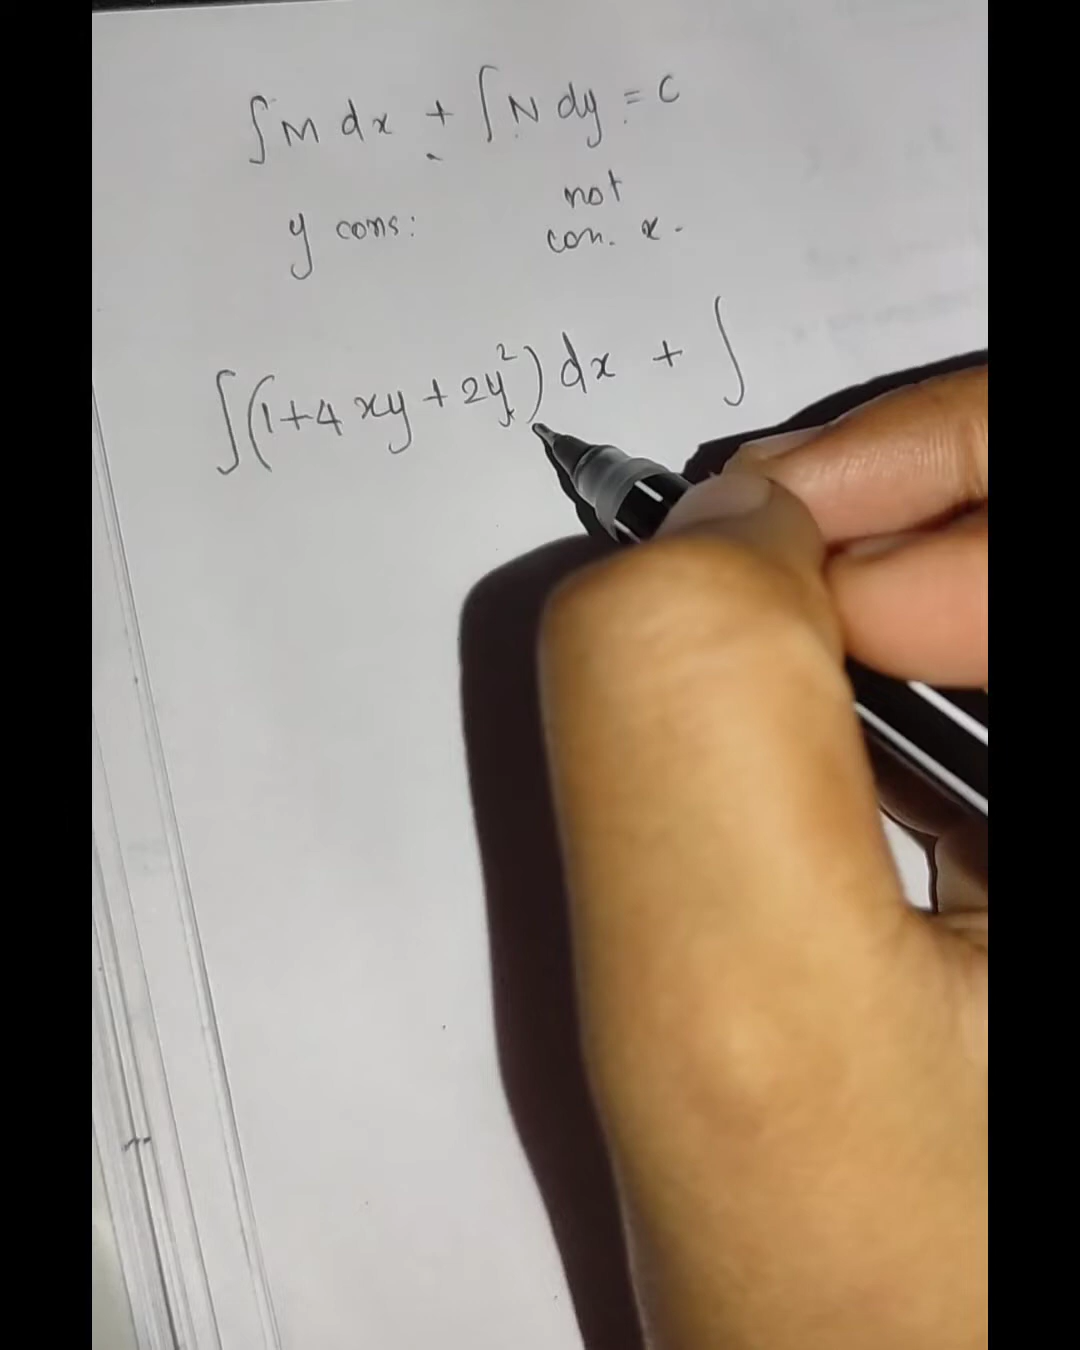 ∫M dx + ∫N dy = c
y cons: not
con. x.
∫(1+4xy+2y²) dx + ∫